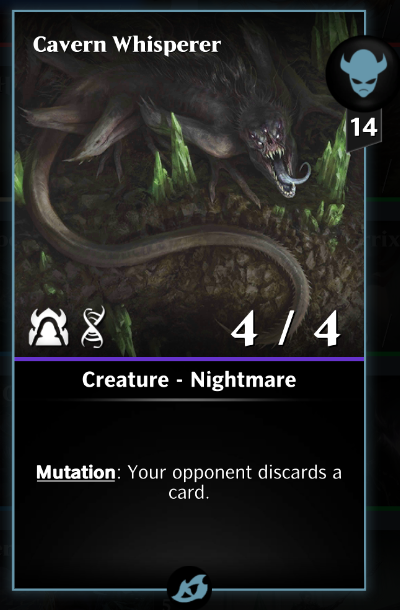 Cavern Whisperer
14
4 / 4
Creature - Nightmare
Mutation: Your opponent discards a
card.